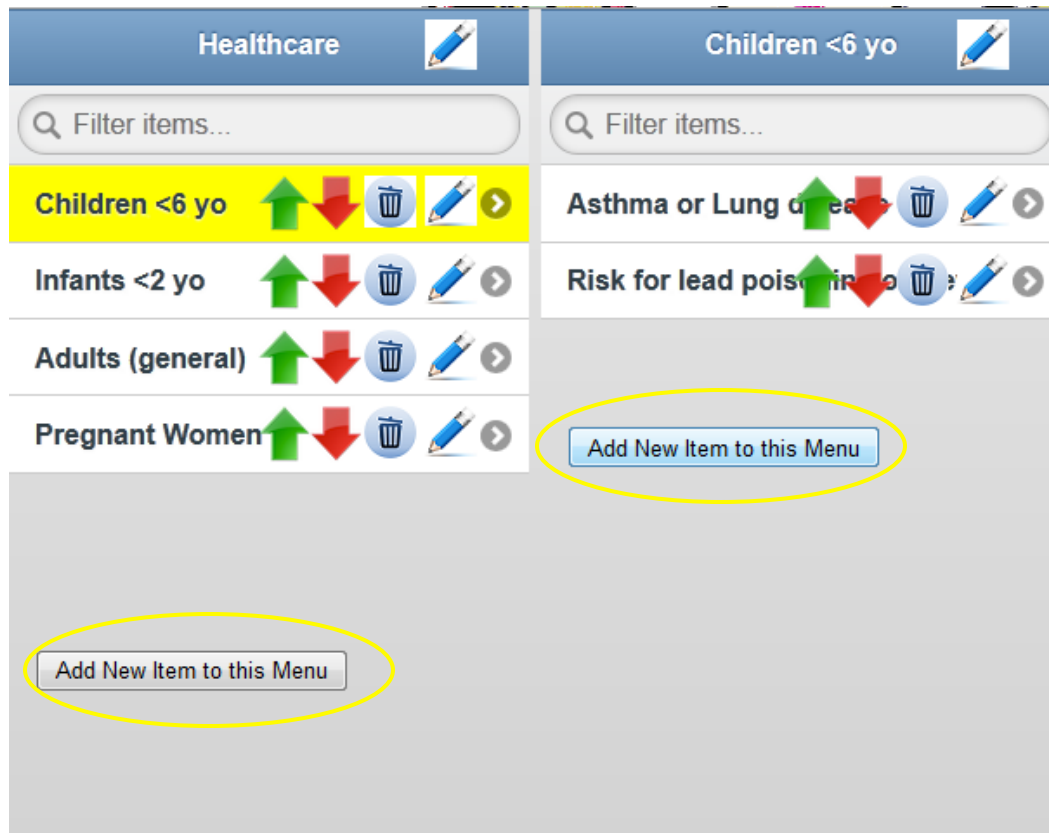 Healthcare
Filter items...
Children <6 yo
Infants <2 yo
Adults (general)
Pregnant Women
Add New Item to this Menu
Children <6 yo
Filter items...
Asthma or Lung
Risk for lead
Add New Item to this Menu